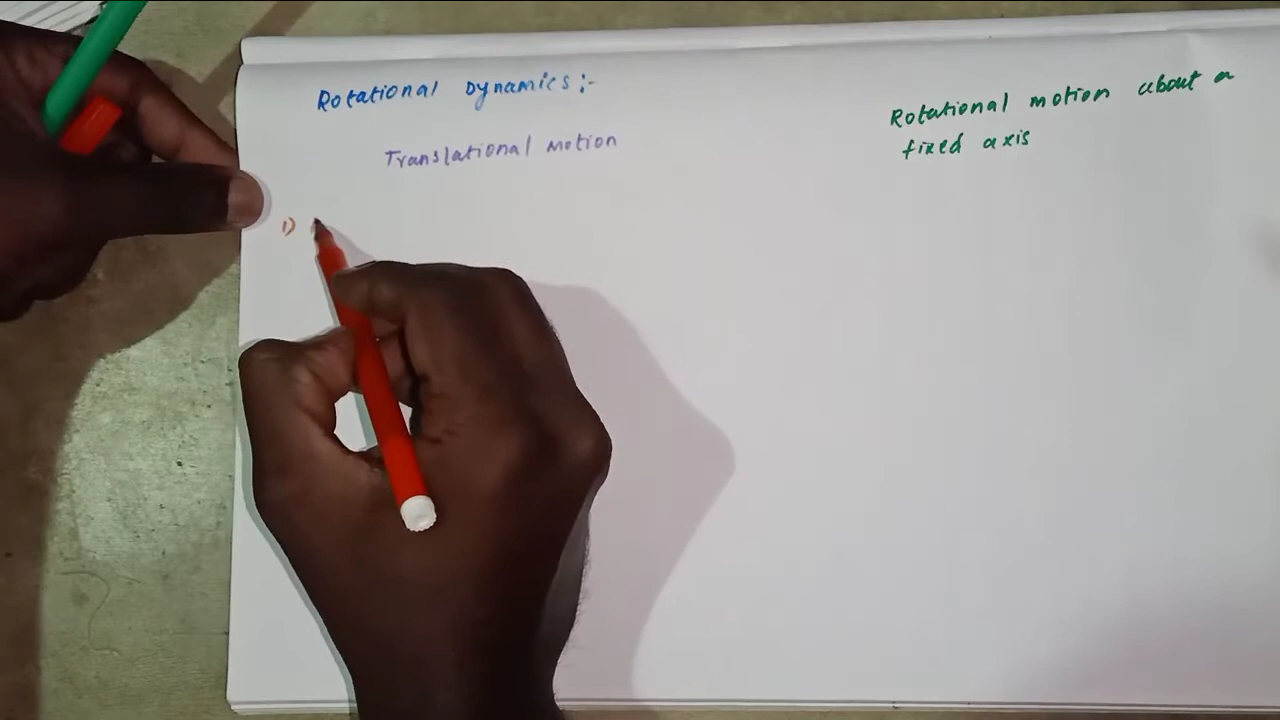 Rotational Dynamics:-
Translational motion
Rotational motion about a
fixed axis
1)